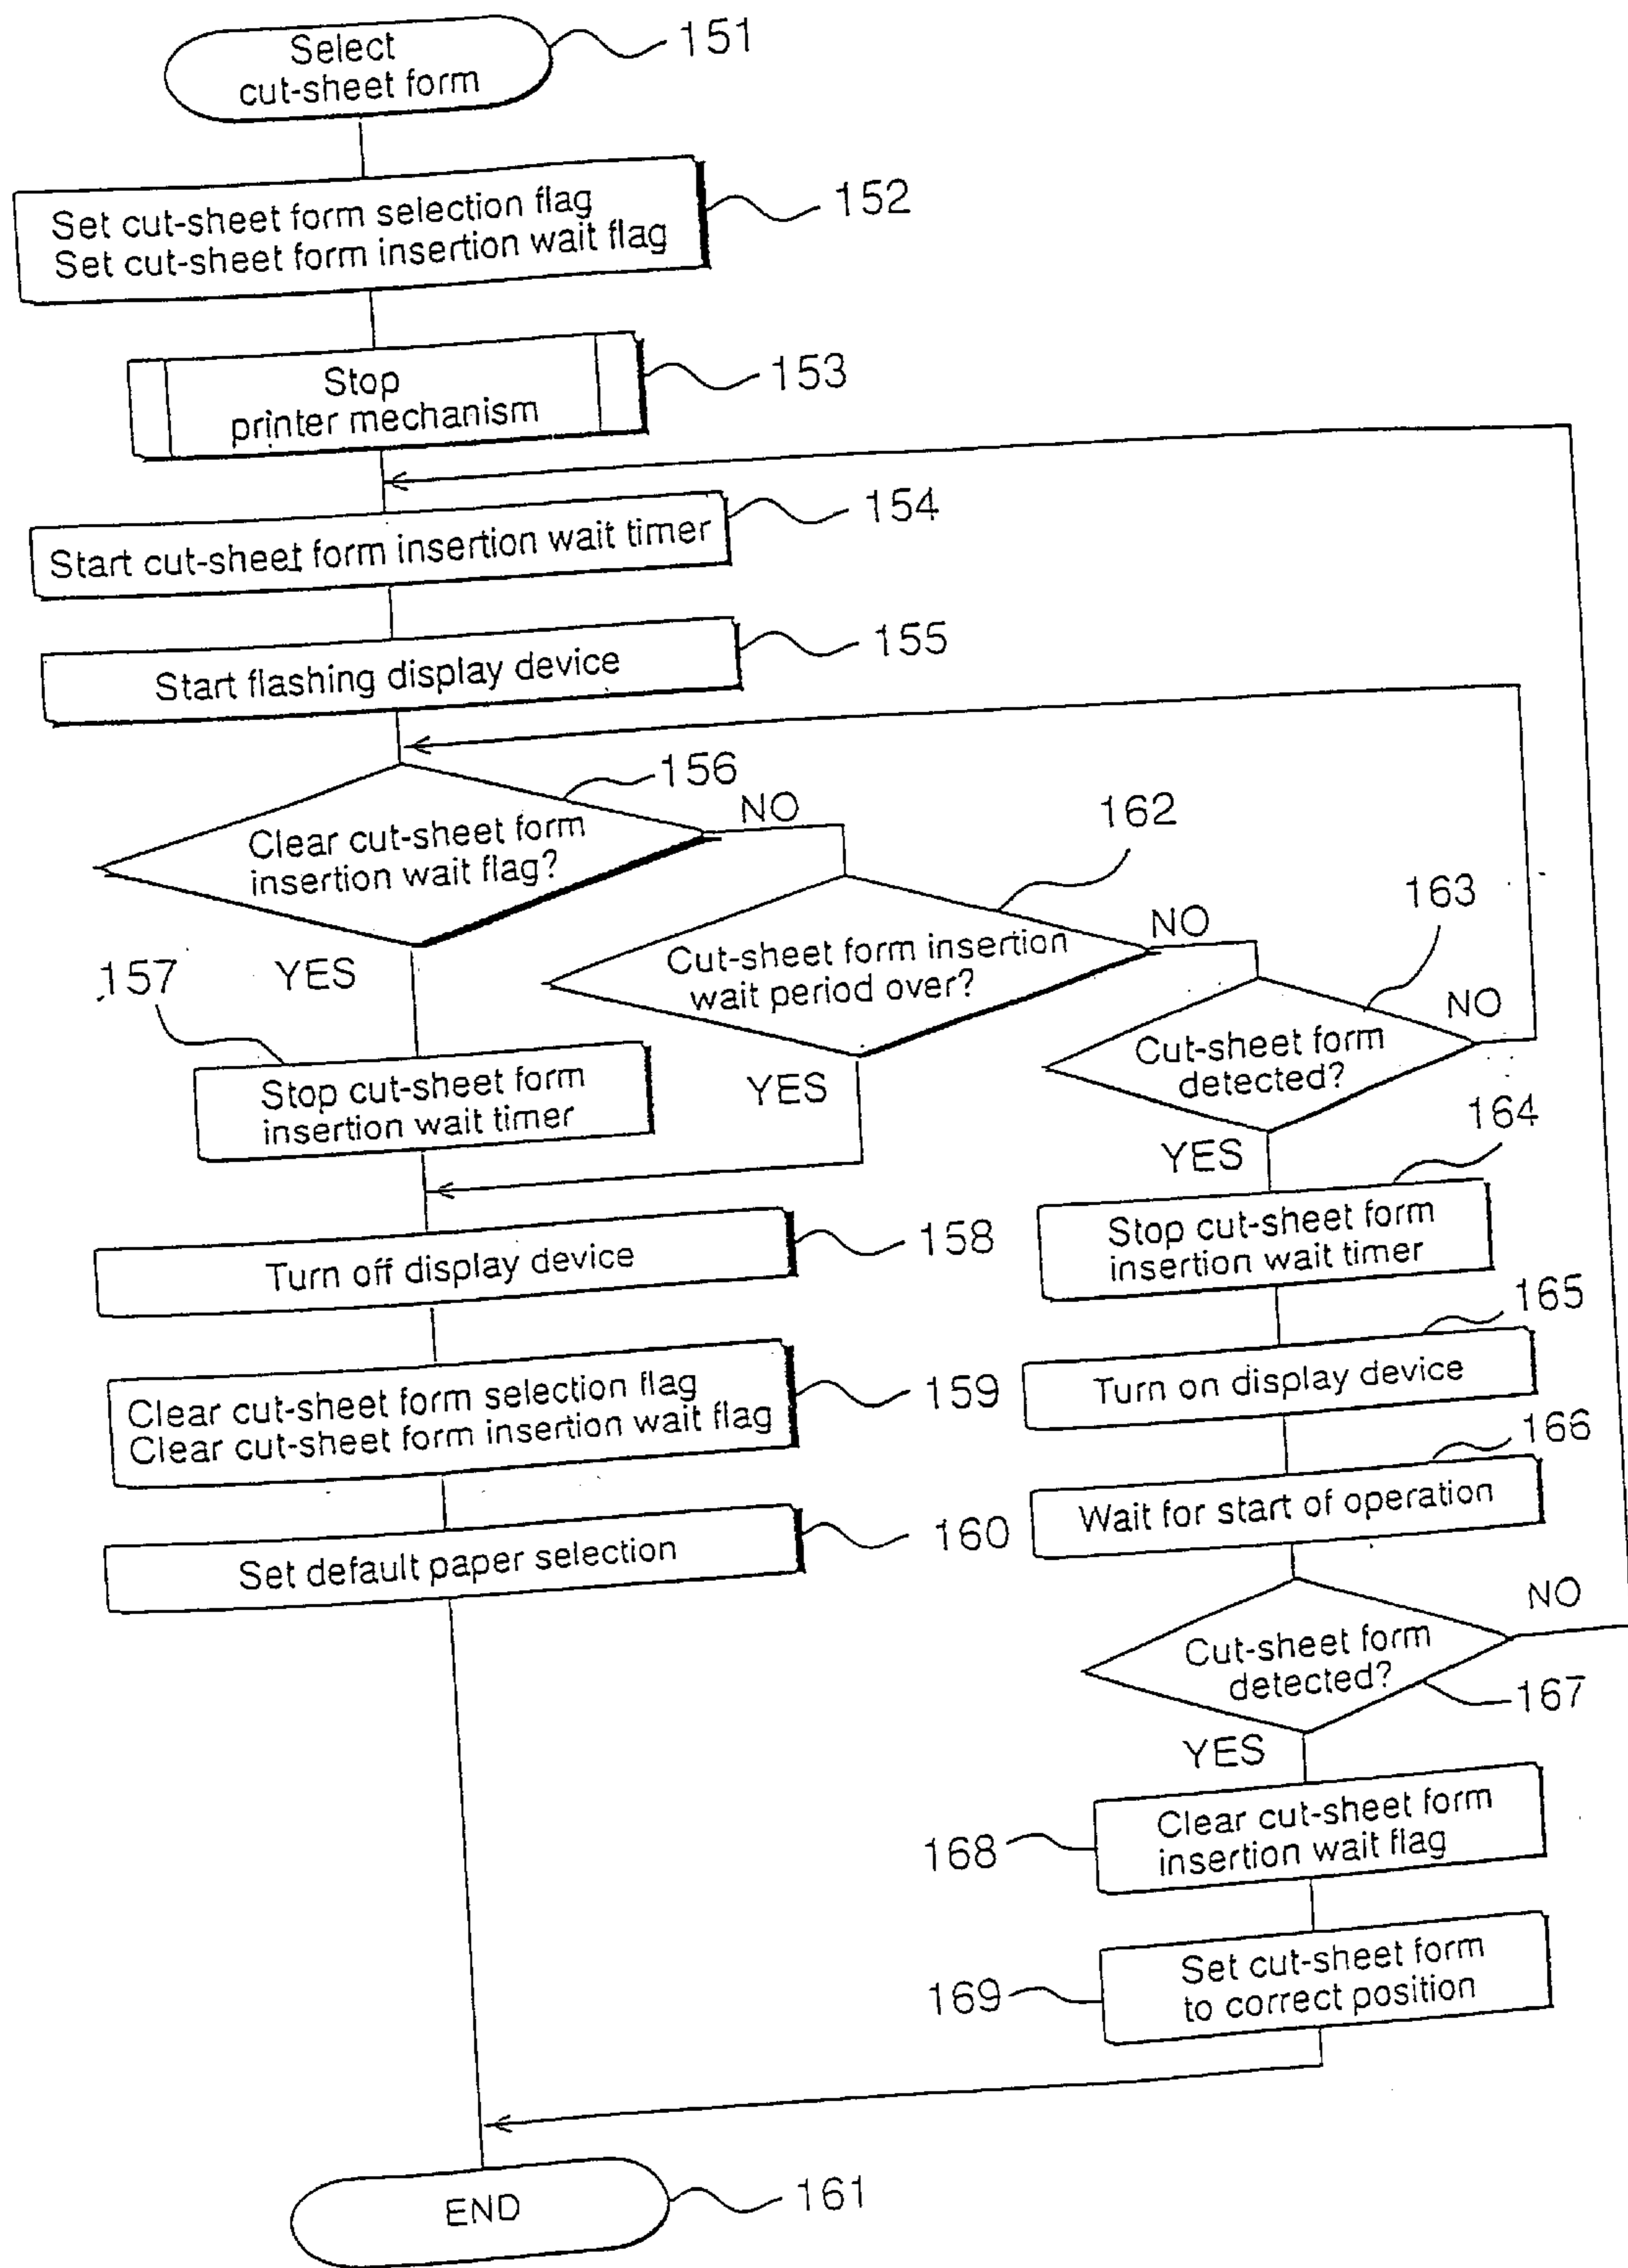 Select
cut-sheet form
151
Set cut-sheet form selection flag
Set cut-sheet form insertion wait flag
152
Stop
printer mechanism
153
Start cut-sheet form insertion wait timer
154
Start flashing display device
155
Clear cut-sheet form
insertion wait flag?
156
NO
YES
157
Stop cut-sheet form
insertion wait timer
Cut-sheet form insertion
wait period over?
162
NO
YES
Cut-sheet form
detected?
163
NO
YES
Turn off display device
158
Clear cut-sheet form selection flag
Clear cut-sheet form insertion wait flag
159
Set default paper selection
160
Stop cut-sheet form
insertion wait timer
164
Turn on display device
165
Wait for start of operation
166
Cut-sheet form
detected?
167
NO
YES
Clear cut-sheet form
insertion wait flag
168
Set cut-sheet form
to correct position
169
END
161